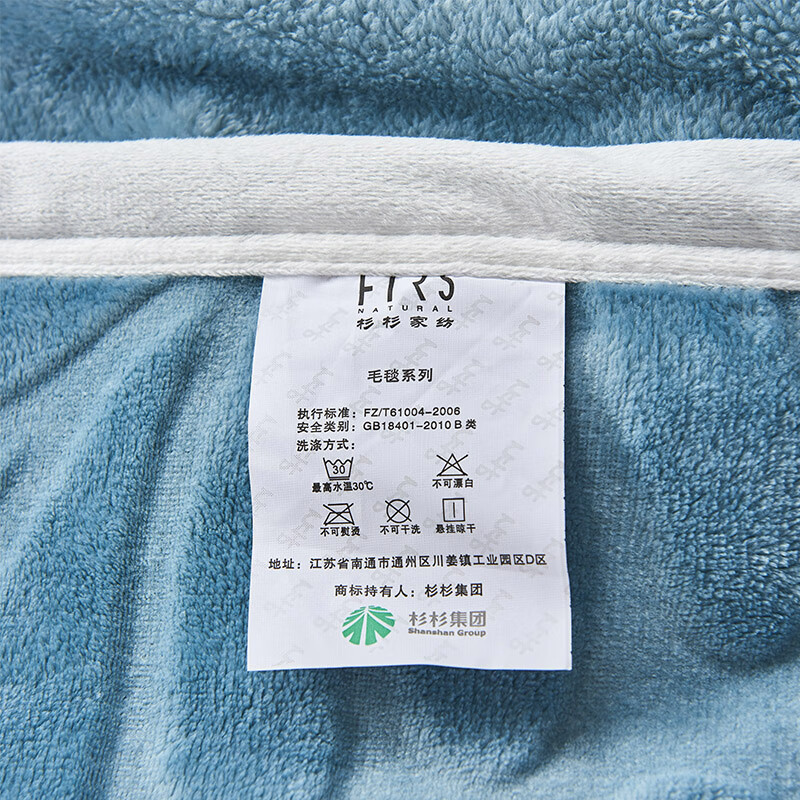 FIRS
NATURAL
杉杉家纺
毛毯系列
执行标准：FZ/T61004-2006
安全类别：GB18401-2010 B 类
洗涤方式：
30
最高水温30℃ 不可漂白
不可熨烫 不可干洗 悬挂晾干
地址：江苏省南通市通州区川姜镇工业园区D区
商标持有人：杉杉集团
杉杉集团
Shanshan Group